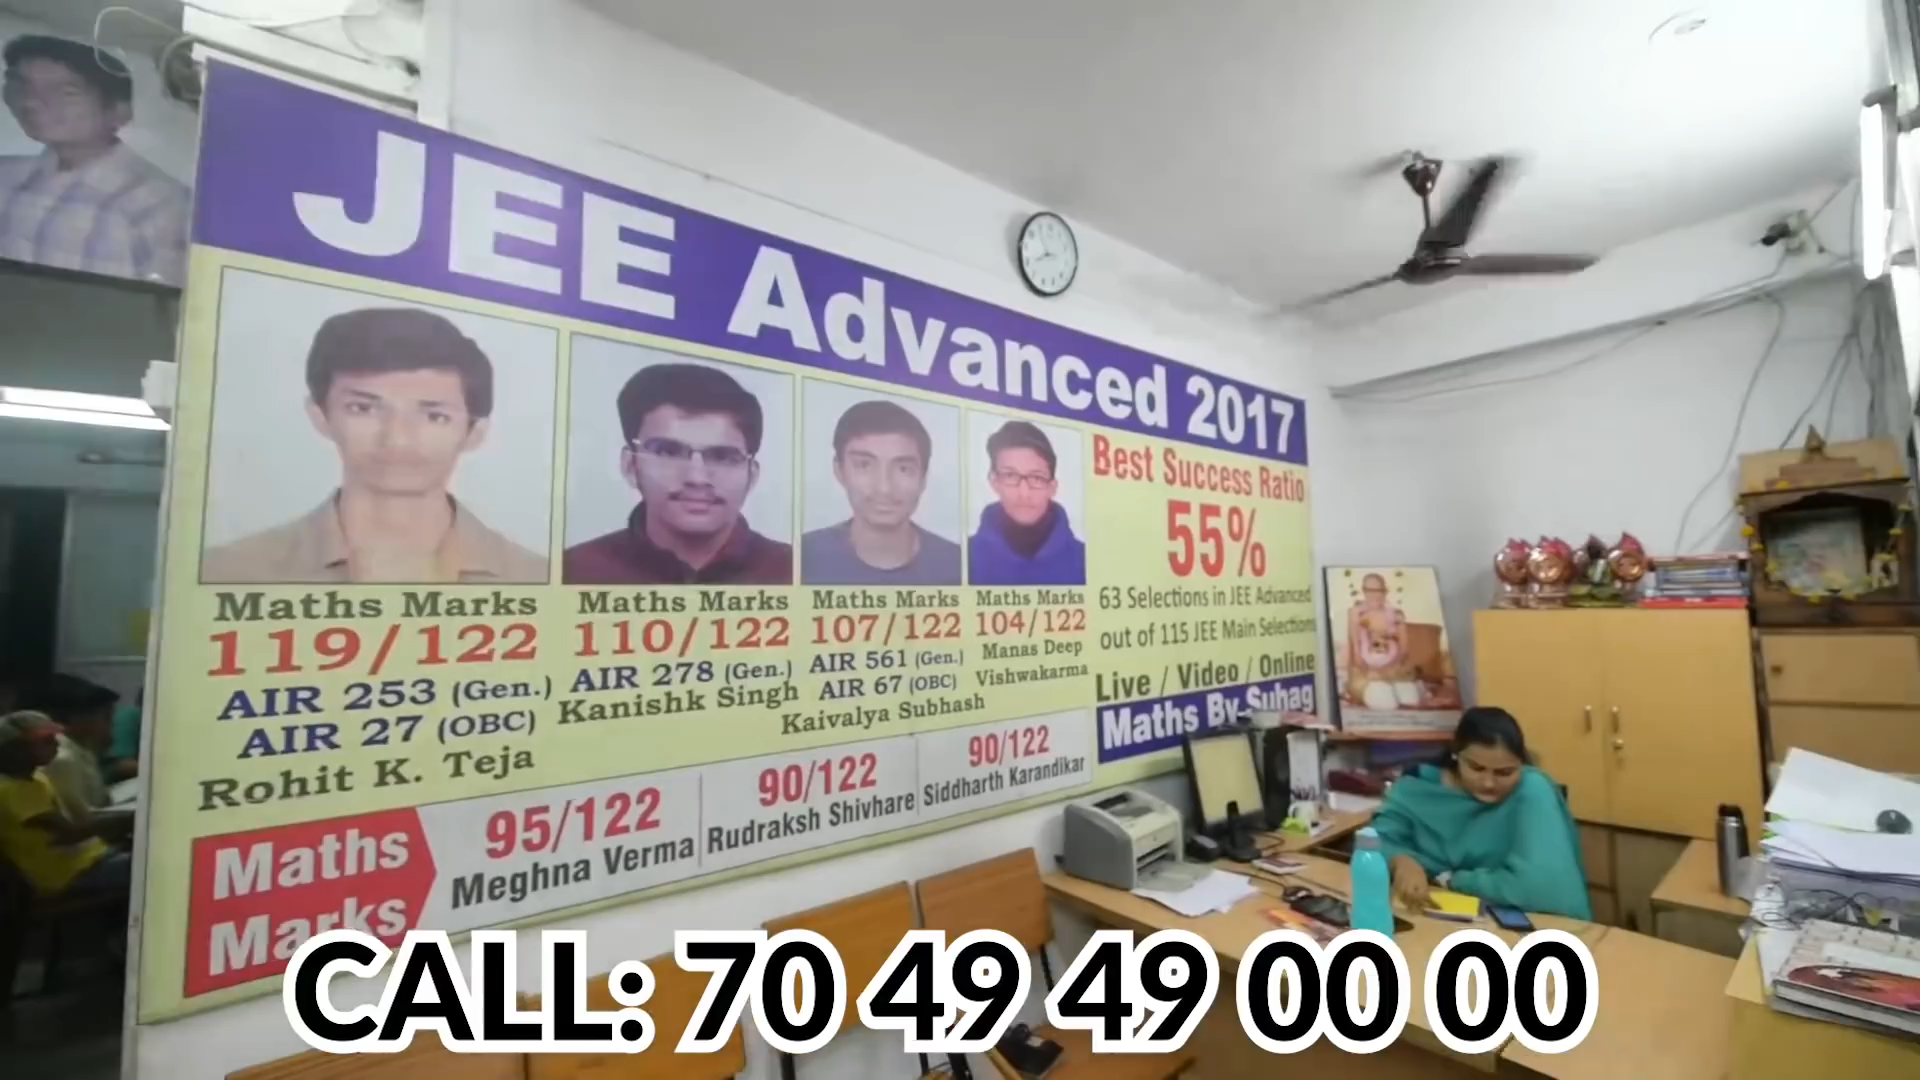 JEE Advanced 2017
Maths Marks
119/122
AIR 253 (Gen.)
AIR 27 (OBC)
Rohit K. Teja
Maths Marks
110/122
AIR 278 (Gen.)
Kanishk Singh
Maths Marks
107/122
AIR 561 (Gen.)
AIR 67 (OBC)
Kaivalya Subhash
Maths Marks
104/122
Manas Deep
Vishwakarma
Best Success Ratio
55%
63 Selections in JEE Advanced
out of 115 JEE Main Selections
Live / Video / Online
Maths By Suhag
Maths
Marks
95/122
Meghna Verma
90/122
Rudraksh Shivhare
90/122
Siddharth Karandikar
CALL: 70 49 49 00 00